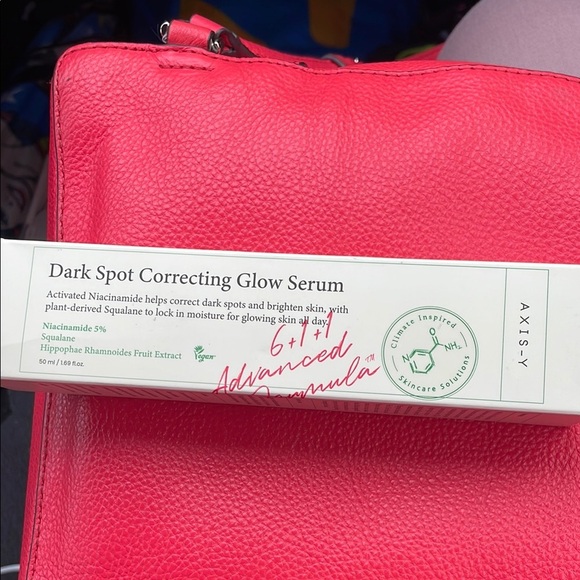 Dark Spot Correcting Glow Serum
Activated Niacinamide helps correct dark spots and brighten skin, with
plant-derived Squalane to lock in moisture for glowing skin all day.
Niacinamide 5%
Squalane
Hippophae Rhamnoides Fruit Extract
Vegan
50 ml / 1.69 fl.oz.
6+1+1
Advanced
Formula™
Climate Inspired
N
O
NH₂
Skincare Solutions
AXIS-Y